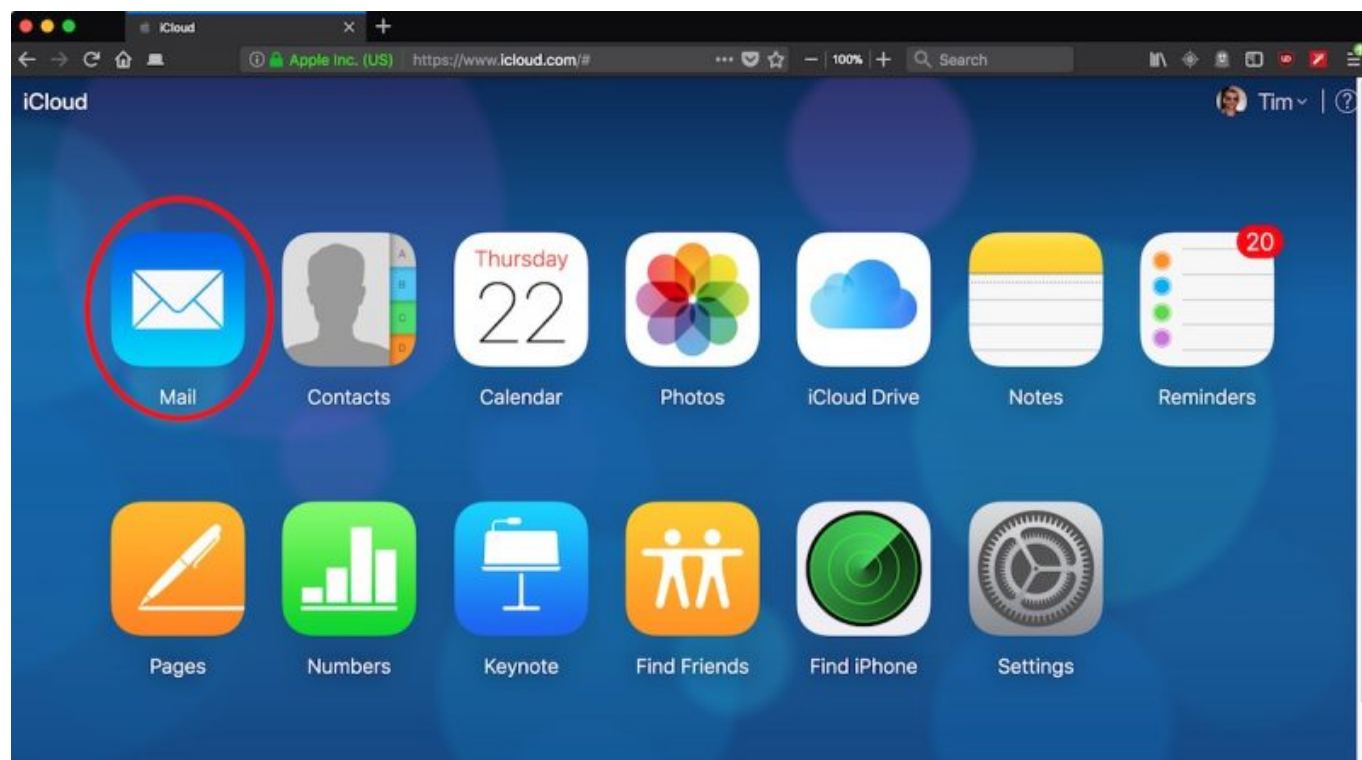 iCloud
Apple Inc. (US) https://www.icloud.com/# 100% Search
iCloud Tim
Thursday
22
A
B
C
D
20
Mail Contacts Calendar Photos iCloud Drive Notes Reminders
Pages Numbers Keynote Find Friends Find iPhone Settings